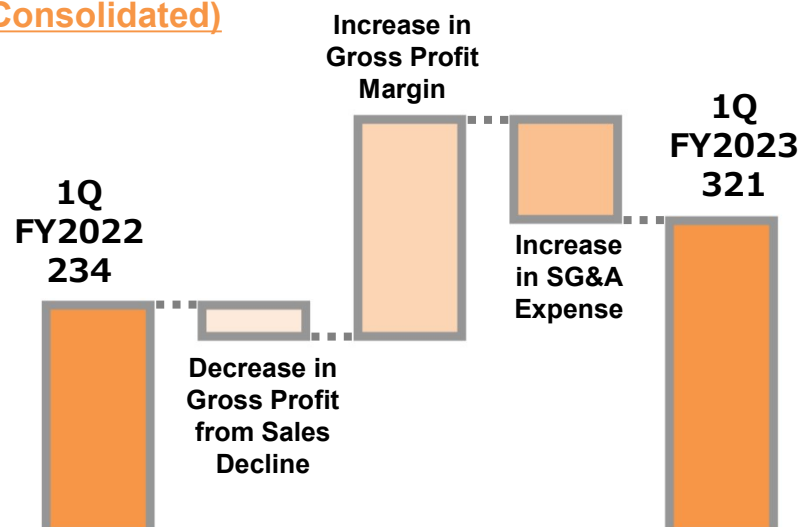 Consolidated)
Increase in
Gross Profit
Margin
1Q
FY2023
321
1Q
FY2022
234
Increase
in SG&A
Expense
Decrease in
Gross Profit
from Sales
Decline